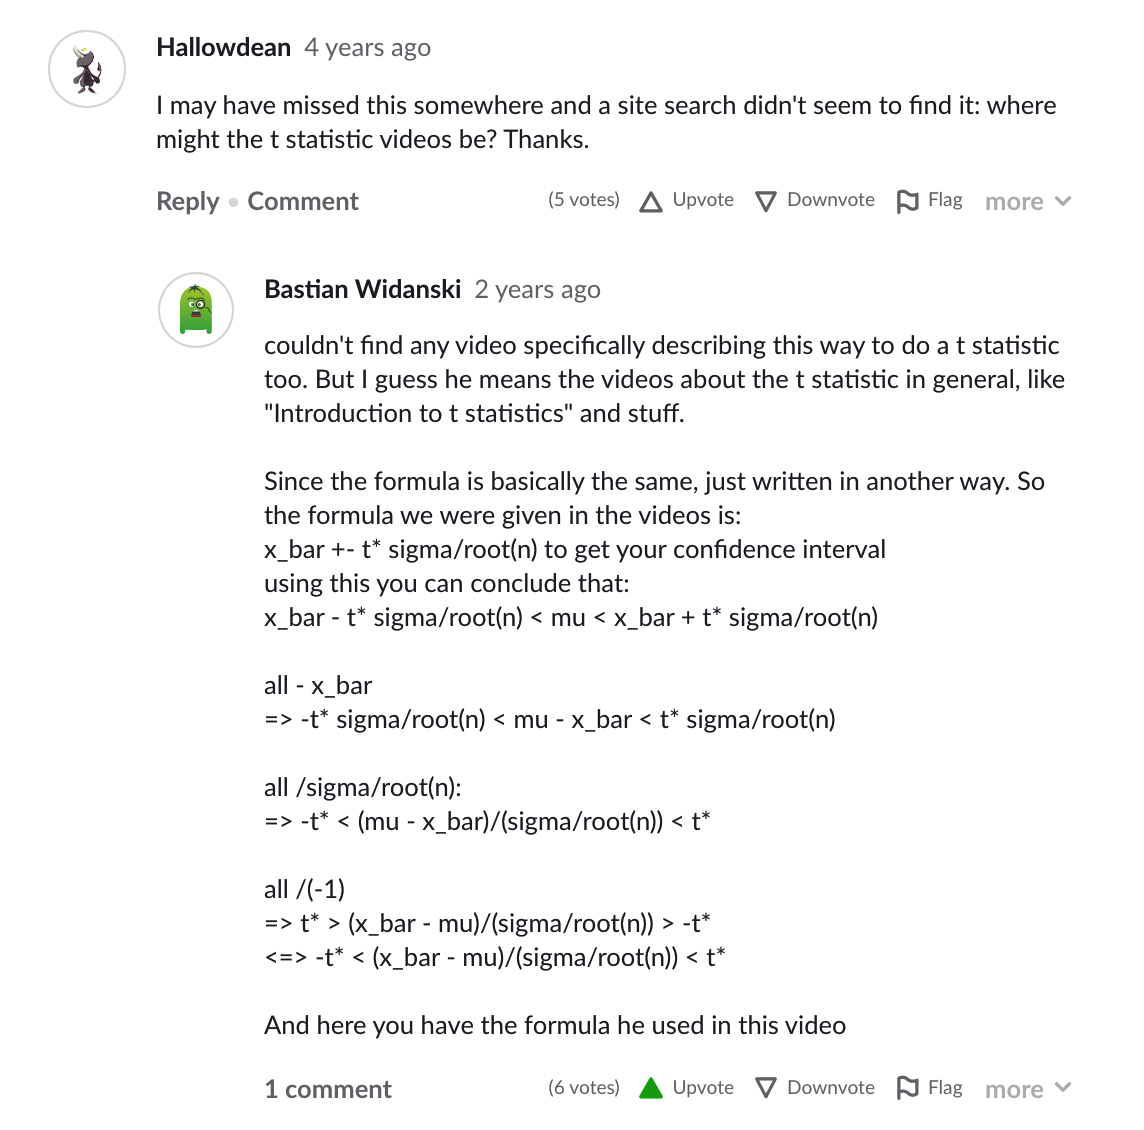 Hallowdean 4 years ago
I may have missed this somewhere and a site search didn't seem to find it: where
might the t statistic videos be? Thanks.
Reply • Comment (5 votes) Upvote Downvote Flag more
Bastian Widanski 2 years ago
couldn't find any video specifically describing this way to do a t statistic
too. But I guess he means the videos about the t statistic in general, like
"Introduction to t statistics" and stuff.
Since the formula is basically the same, just written in another way. So
the formula we were given in the videos is:
x_bar +- t* sigma/root(n) to get your confidence interval
using this you can conclude that:
x_bar - t* sigma/root(n) < mu < x_bar + t* sigma/root(n)
all - x_bar
=> -t* sigma/root(n) < mu - x_bar < t* sigma/root(n)
all /sigma/root(n):
=> -t* < (mu - x_bar)/(sigma/root(n)) < t*
all /(-1)
=> t* > (x_bar - mu)/(sigma/root(n)) > -t*
<=> -t* < (x_bar - mu)/(sigma/root(n)) < t*
And here you have the formula he used in this video
1 comment (6 votes) Upvote Downvote Flag more